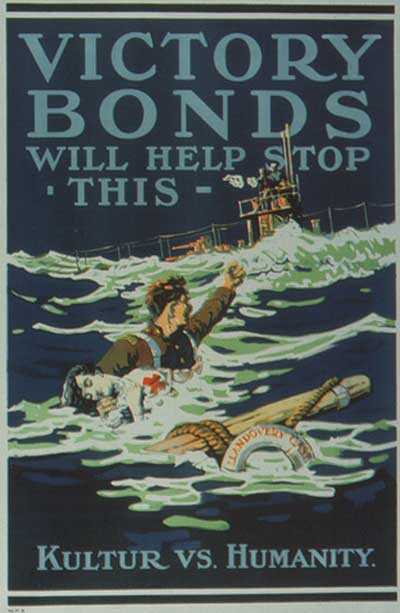 VICTORY
BONDS
WILL HELP STOP
· THIS -
LLANDOVERY CASTLE
KULTUR VS. HUMANITY.